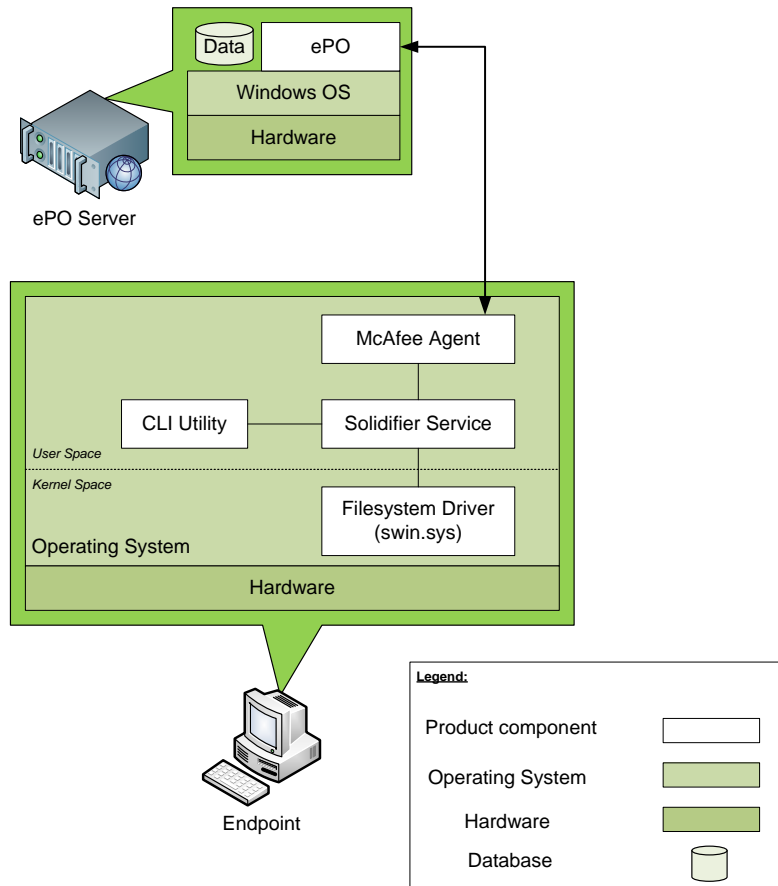 Data
ePO
Windows OS
Hardware
ePO Server
McAfee Agent
CLI Utility
Solidifier Service
User Space
Kernel Space
Filesystem Driver
(swin.sys)
Operating System
Hardware
Endpoint
Legend:
Product component
Operating System
Hardware
Database